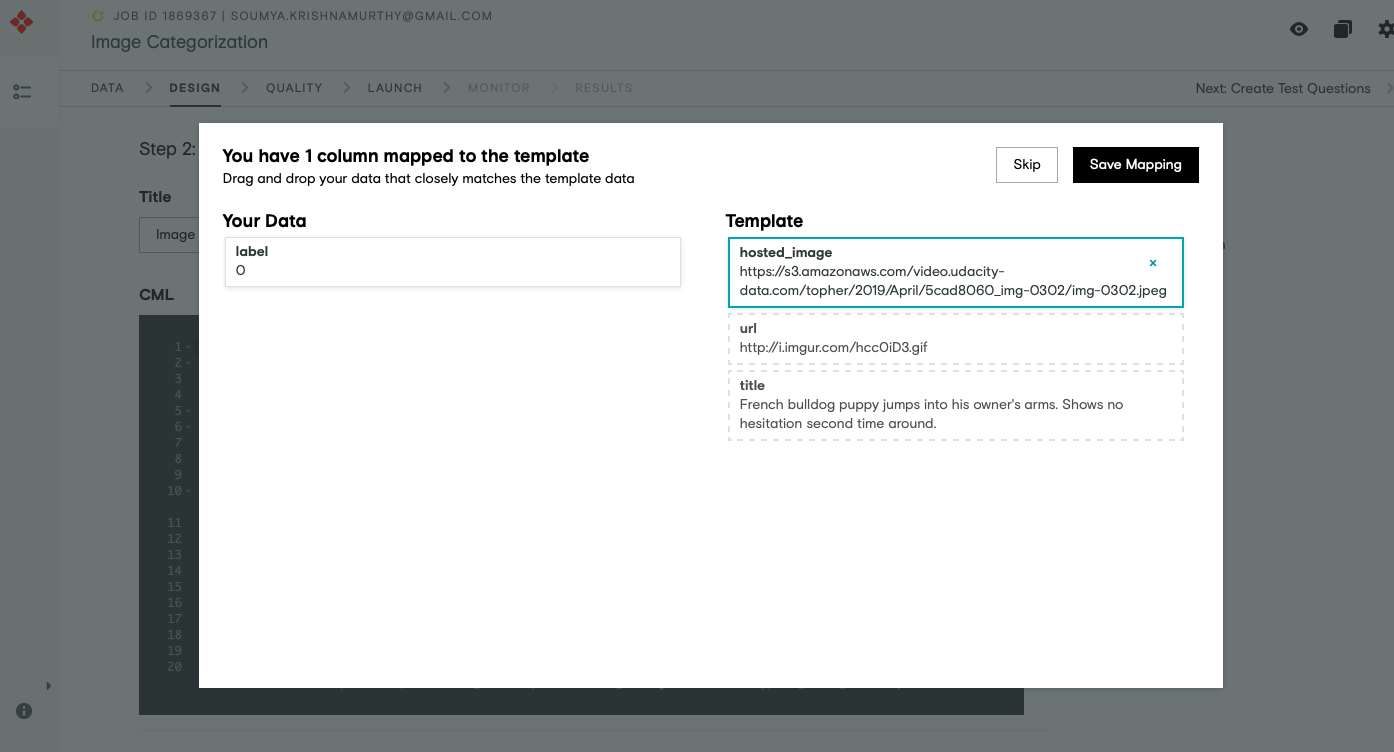 JOB ID 1869367 | SOUMYA.KRISHNAMURTHY@GMAIL.COM
Image Categorization
DATA
DESIGN
QUALITY
LAUNCH
MONITOR
RESULTS
Next: Create Test Questions
Step 2:
Title
Image
CML
1
2
3
4
5
6
7
8
9
10
11
12
13
14
15
16
17
18
19
20
You have 1 column mapped to the template
Drag and drop your data that closely matches the template data
Skip
Save Mapping
Your Data
label
0
Template
hosted_image
https://s3.amazonaws.com/video.udacity-
data.com/topher/2019/April/5cad8060_img-0302/img-0302.jpeg
url
http://i.imgur.com/hcc0iD3.gif
title
French bulldog puppy jumps into his owner's arms. Shows no
hesitation second time around.